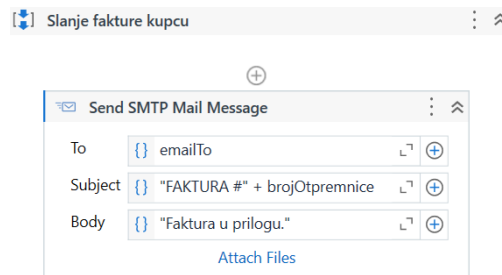 Slanje fakture kupcu
Send SMTP Mail Message
To {} emailTo
Subject {} "FAKTURA #" + brojOtpremnice
Body {} "Faktura u prilogu."
Attach Files